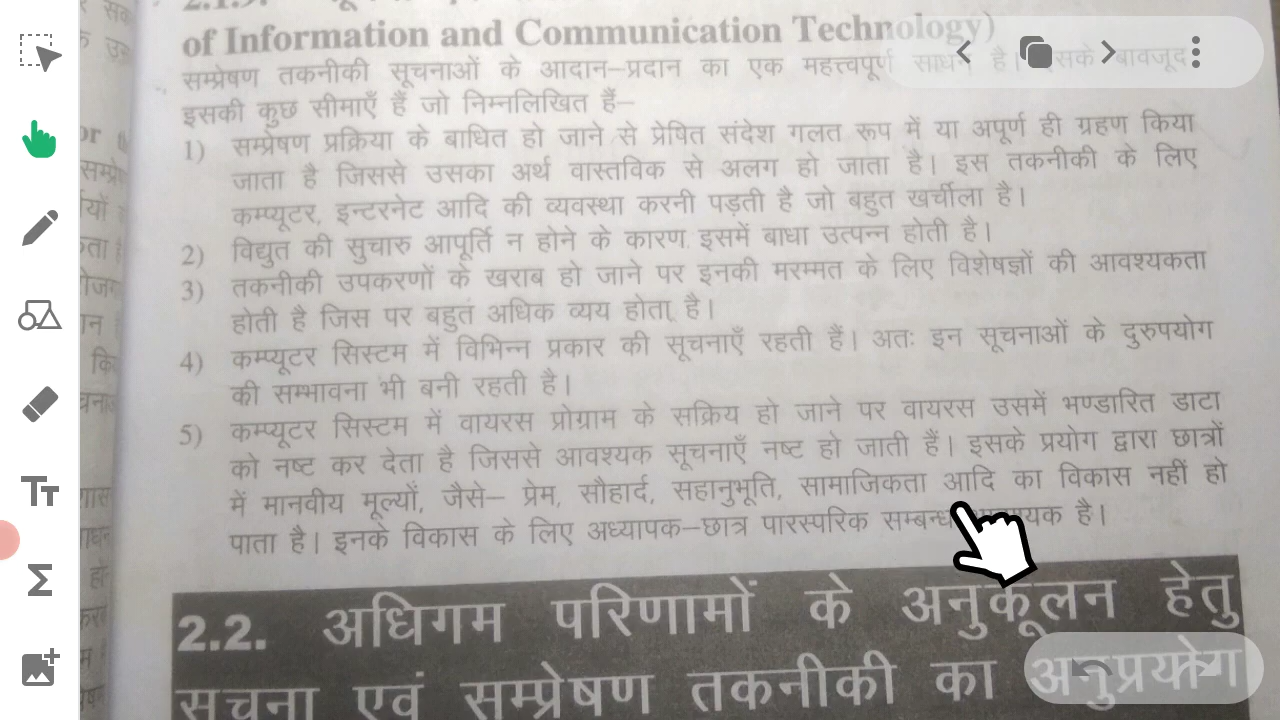 of Information and Communication Technology)
सम्प्रेषण तकनीकी सूचनाओं के आदान–प्रदान का एक महत्त्वपूर्ण साधन है। इसके बावजूद
इसकी कुछ सीमाएँ हैं जो निम्नलिखित हैं–
1) सम्प्रेषण प्रक्रिया के बाधित हो जाने से प्रेषित संदेश गलत रूप में या अपूर्ण ही ग्रहण किया
जाता है जिससे उसका अर्थ वास्तविक से अलग हो जाता है। इस तकनीकी के लिए
कम्प्यूटर, इन्टरनेट आदि की व्यवस्था करनी पड़ती है जो बहुत खर्चीला है।
2) विद्युत की सुचारु आपूर्ति न होने के कारण इसमें बाधा उत्पन्न होती है।
3) तकनीकी उपकरणों के खराब हो जाने पर इनकी मरम्मत के लिए विशेषज्ञों की आवश्यकता
होती है जिस पर बहुत अधिक व्यय होता है।
4) कम्प्यूटर सिस्टम में विभिन्न प्रकार की सूचनाएँ रहती हैं। अतः इन सूचनाओं के दुरुपयोग
की सम्भावना भी बनी रहती है।
5) कम्प्यूटर सिस्टम में वायरस प्रोग्राम के सक्रिय हो जाने पर वायरस उसमें भण्डारित डाटा
को नष्ट कर देता है जिससे आवश्यक सूचनाएँ नष्ट हो जाती हैं। इसके प्रयोग द्वारा छात्रों
में मानवीय मूल्यों, जैसे– प्रेम, सौहार्द, सहानुभूति, सामाजिकता आदि का विकास नहीं हो
पाता है। इनके विकास के लिए अध्यापक–छात्र पारस्परिक सम्बन्ध है।
2.2. अधिगम परिणामों के अनुकूलन हेतु
सूचना एवं सम्प्रेषण तकनीकी का अनुप्रयोग